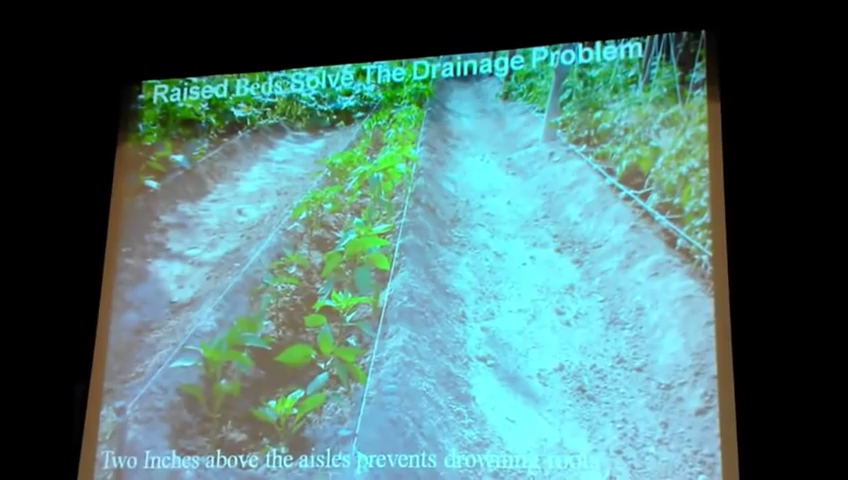 Raised Beds Solve The Drainage Problem
Two Inches above the aisles prevents drowning roots